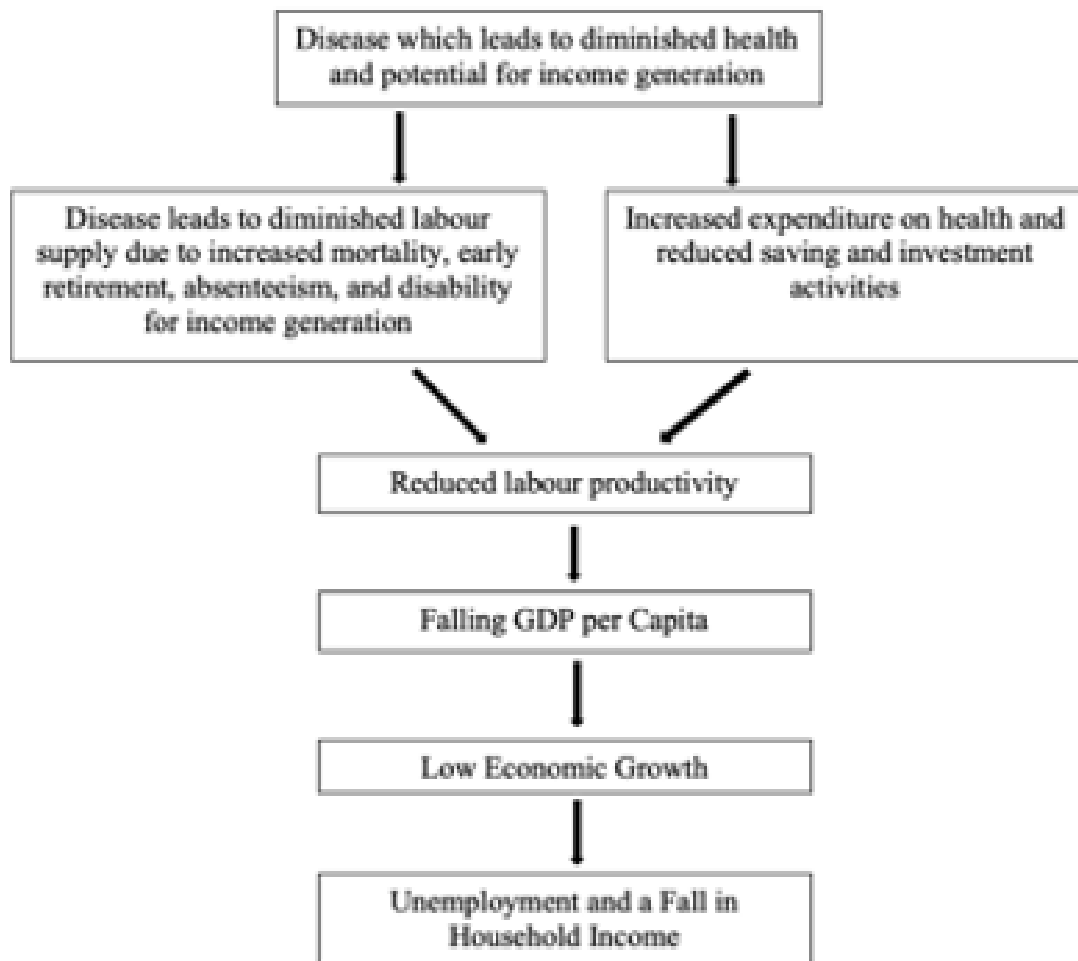 Disease which leads to diminished health
and potential for income generation
Disease leads to diminished labour
supply due to increased mortality, early
retirement, absenteeism, and disability
for income generation
Increased expenditure on health and
reduced saving and investment
activities
Reduced labour productivity
Falling GDP per Capita
Low Economic Growth
Unemployment and a Fall in
Household Income